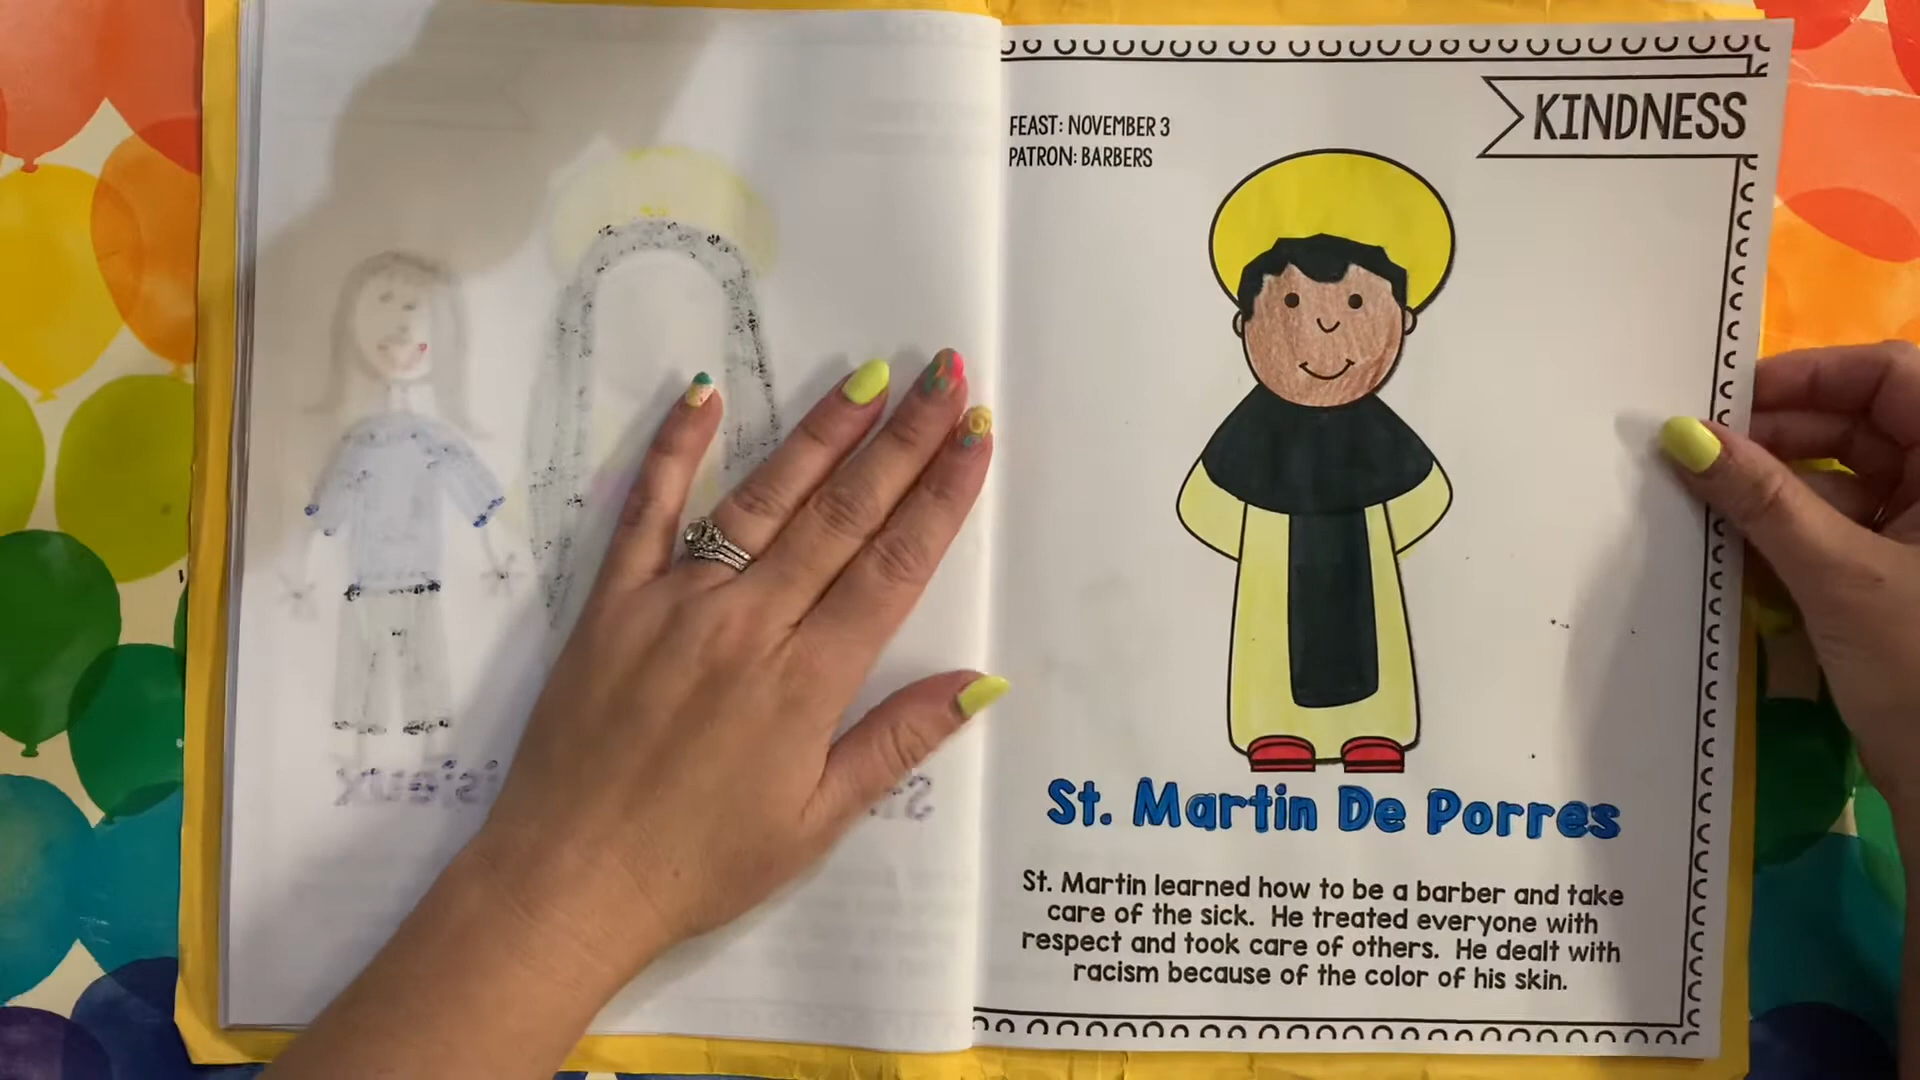 KINDNESS
FEAST: NOVEMBER 3
PATRON: BARBERS
St. Martin De Porres
St. Martin learned how to be a barber and take
care of the sick. He treated everyone with
respect and took care of others. He dealt with
racism because of the color of his skin.